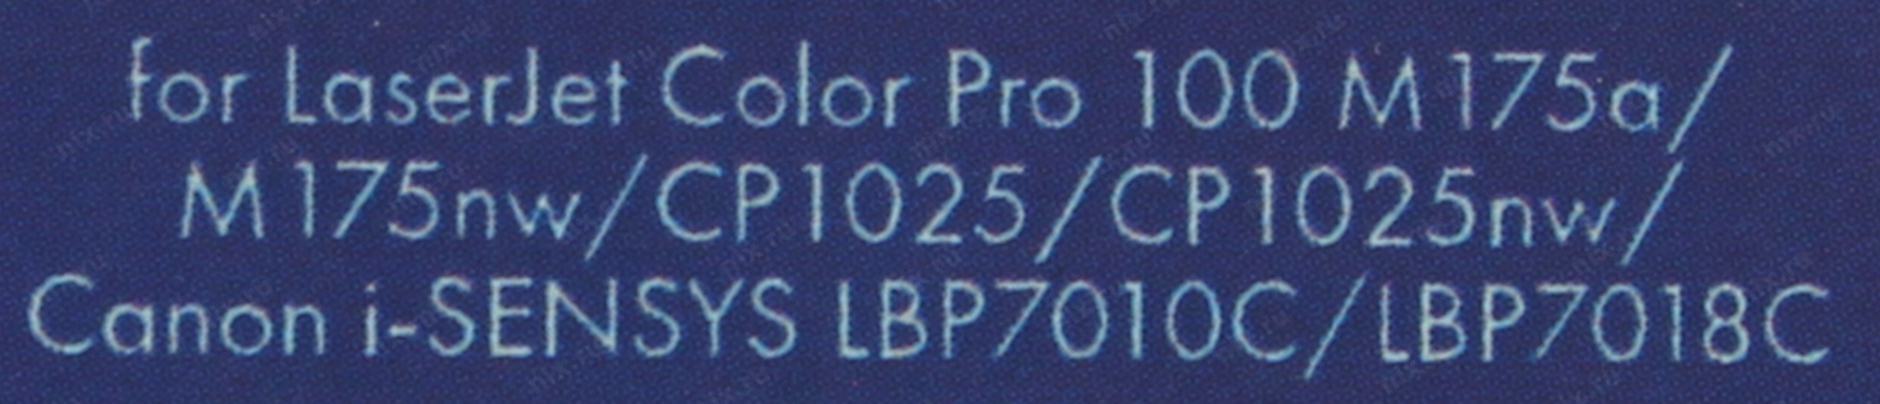 for LaserJet Color Pro 100 M175a/
M175nw/CP1025/CP1025nw/
Canon i-SENSYS LBP7010C/LBP7018C